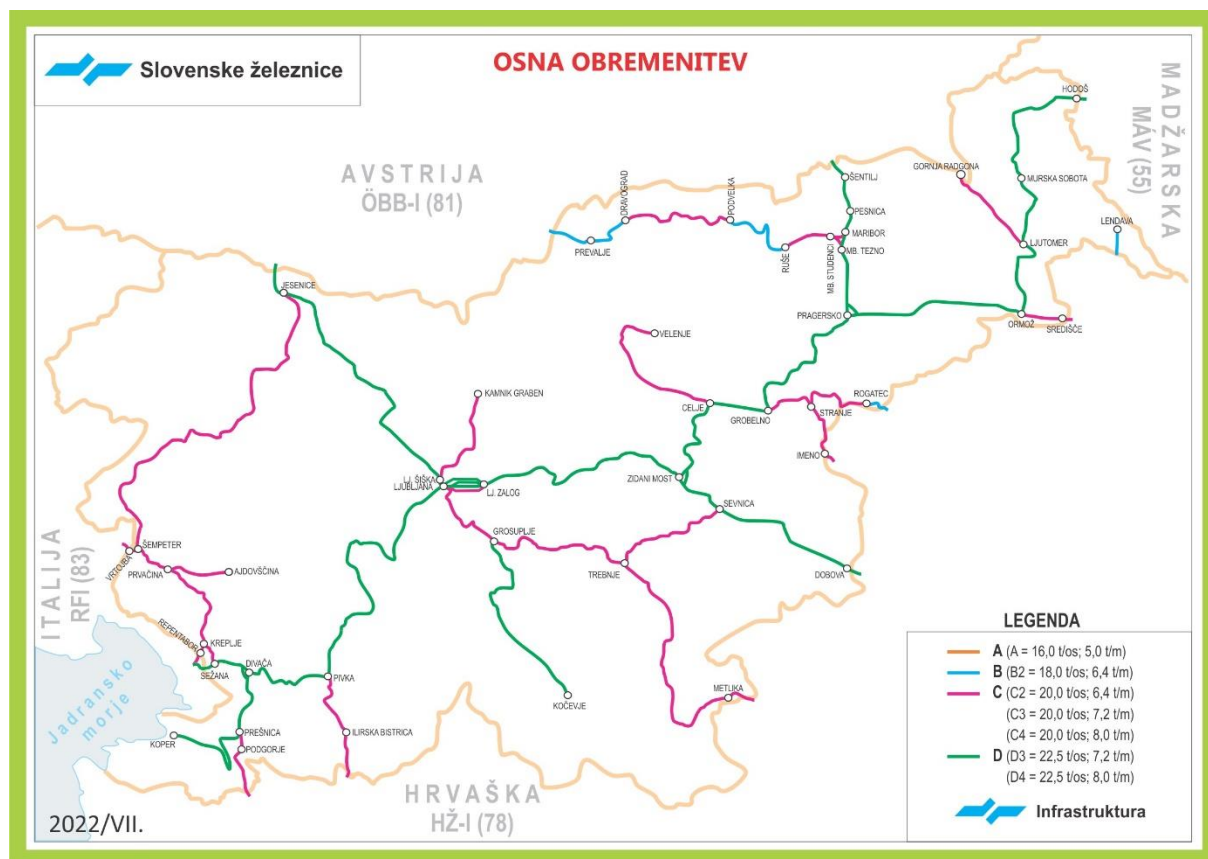 Slovenske železnice
OSNA OBREMENITEV
AVSTRIJA
ÖBB-I (81)
MADŽARSKA
MÁV (55)
HODOŠ
GORNJA RADGONA
MURSKA SOBOTA
LENDAVA
LJUTOMER
ŠENTILJ
PESNICA
MARIBOR
MB. TEZNO
MB. STUDENCI
RUŠE
PODVELKA
DRAVOGRAD
PREVALJE
PRAGERSKO
ORMOŽ
SREDIŠČE
JESENICE
VELENJE
KAMNIK GRABEN
CELJE
GROBELNO
STRANJE
ROGATEC
IMENO
LJ. ŠIŠKA
LJUBLJANA
LJ. ZALOG
ZIDANI MOST
SEVNICA
GROSUPLJE
TREBNJE
DOBOVA
ITALIJA
RFI (83)
ŠEMPETER
VRTOJBA
PRVAČINA
AJDOVŠČINA
REPENTABOR
KREPLJE
SEŽANA
DIVAČA
PIVKA
KOČEVJE
METLIKA
Jadransko
morje
KOPER
PREŠNICA
PODGORJE
ILIRSKA BISTRICA
HRVAŠKA
HŽ-I (78)
2022/VII.
LEGENDA
A (A = 16,0 t/os; 5,0 t/m)
B (B2 = 18,0 t/os; 6,4 t/m)
C (C2 = 20,0 t/os; 6,4 t/m)
(C3 = 20,0 t/os; 7,2 t/m)
(C4 = 20,0 t/os; 8,0 t/m)
D (D3 = 22,5 t/os; 7,2 t/m)
(D4 = 22,5 t/os; 8,0 t/m)
Infrastruktura